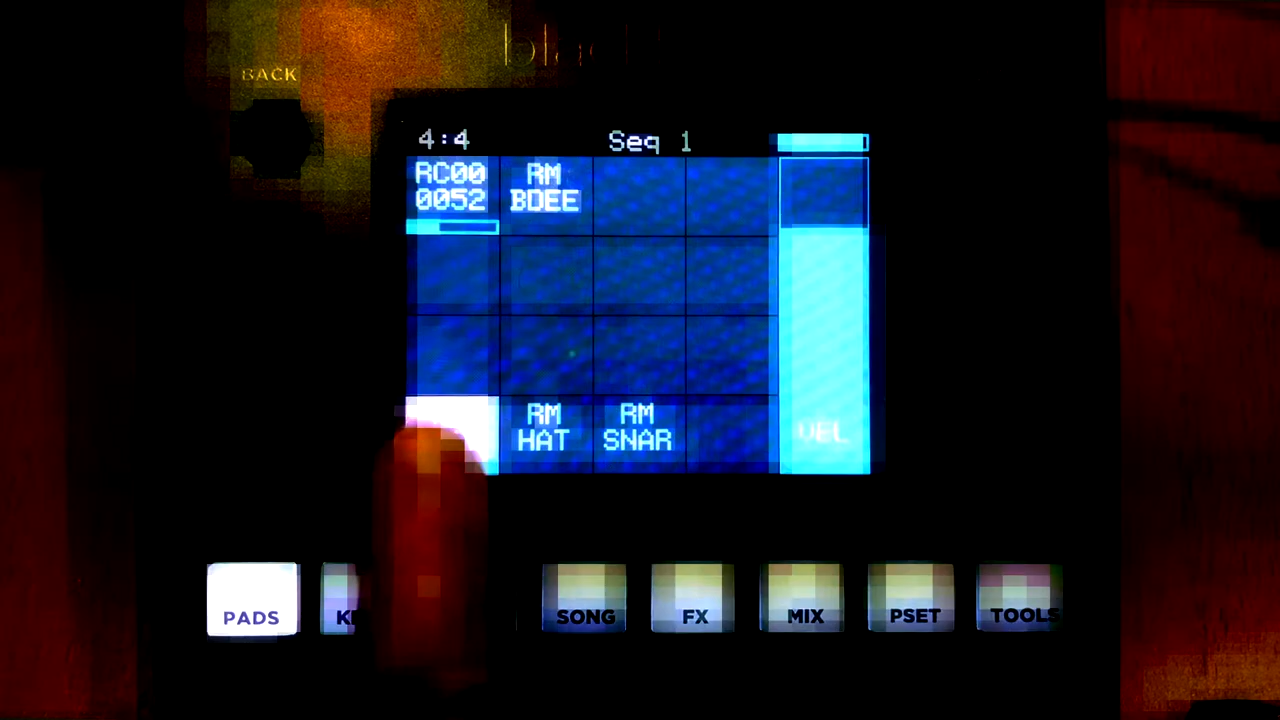 BACK
4:4 Seq 1
RC00 RM
0052 BDEE
RM RM
HAT SNAR
VEL
PADS SONG FX MIX PSET TOOLS